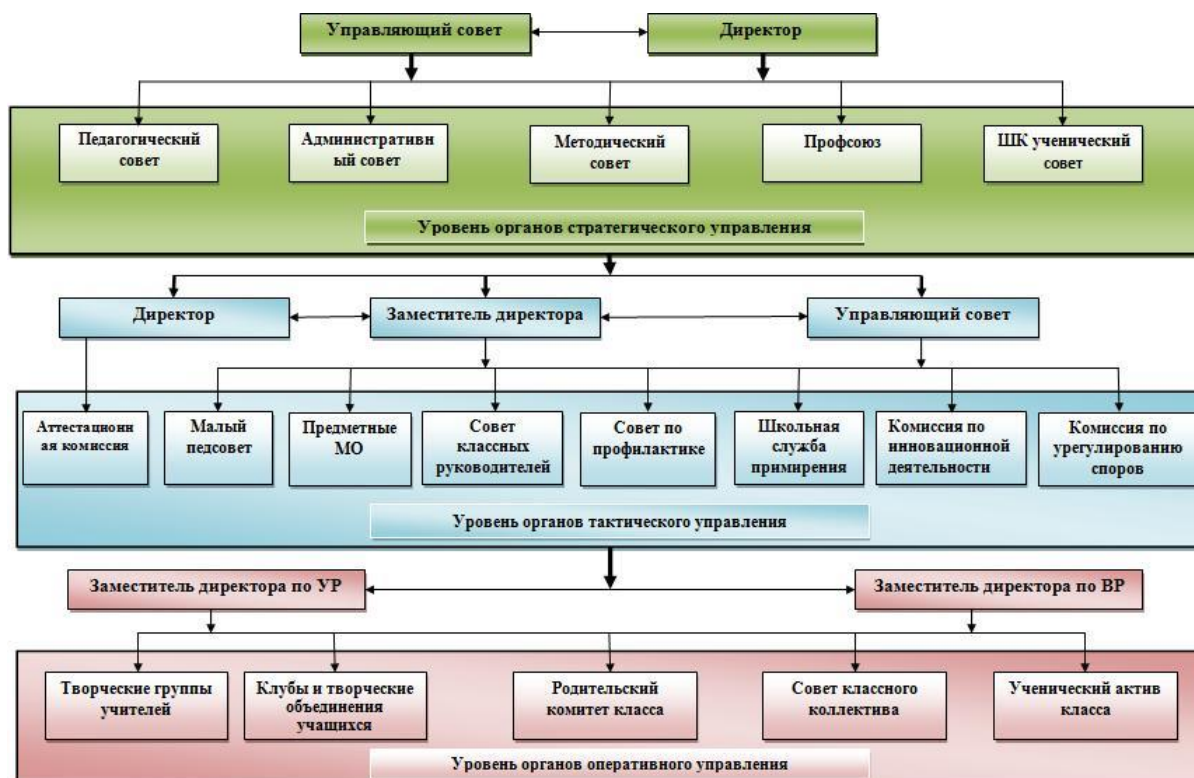 Управляющий совет
Директор
Педагогический
совет
Административн
ый совет
Методический
совет
Профсоюз
ШК ученический
совет
Уровень органов стратегического управления
Директор
Заместитель директора
Управляющий совет
Аттестационн
ая комиссия
Малый
педсовет
Предметные
МО
Совет
классных
руководителей
Совет по
профилактике
Школьная
служба
примирения
Комиссия по
инновационной
деятельности
Комиссия по
урегулированию
споров
Уровень органов тактического управления
Заместитель директора по УР
Заместитель директора по ВР
Творческие группы
учителей
Клубы и творческие
объединения
учащихся
Родительский
комитет класса
Совет классного
коллектива
Ученический актив
класса
Уровень органов оперативного управления